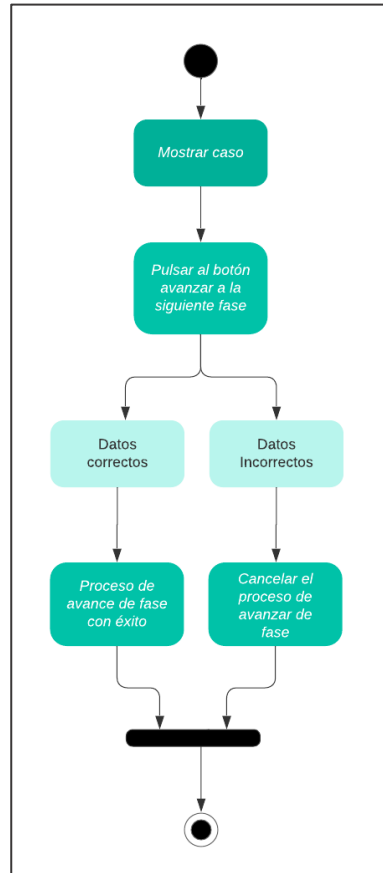 Mostrar caso
Pulsar al botón
avanzar a la
siguiente fase
Datos
correctos
Datos
Incorrectos
Proceso de
avance de fase
con éxito
Cancelar el
proceso de
avanzar de
fase